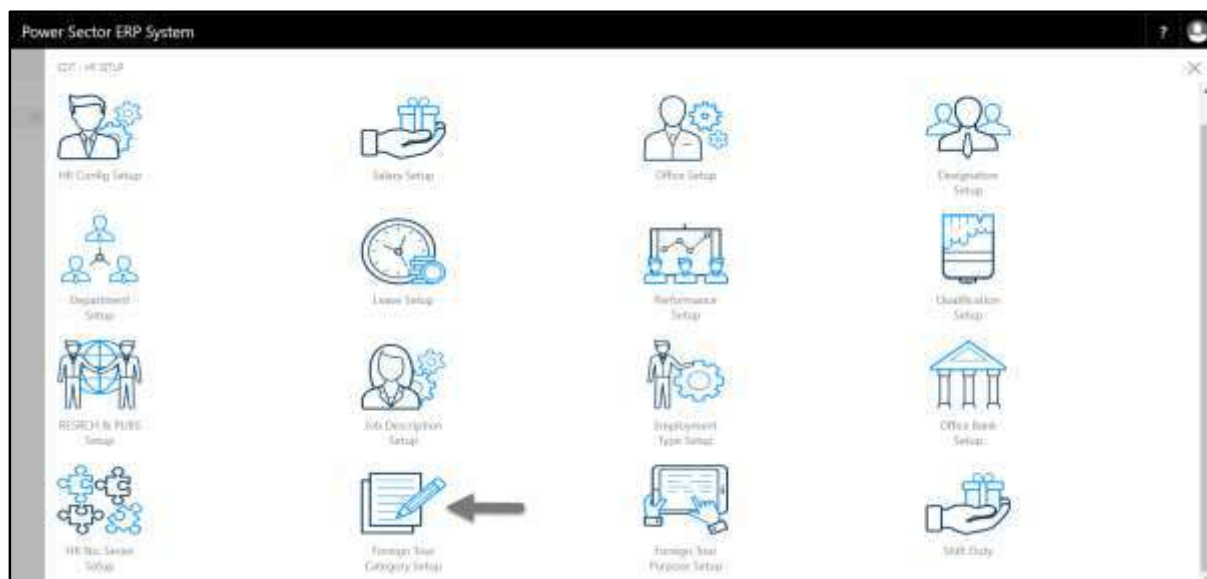 Power Sector ERP System
?
EDIT - HR SETUP
HR Config Setup
Salary Setup
Office Setup
Designation
Setup
Department
Setup
Leave Setup
Performance
Setup
Qualification
Setup
RESRCH & PUBS
Setup
Job Description
Setup
Employment
Type Setup
Office Bank
Setup
HR No. Series
Setup
Foreign Tour
Category Setup
Foreign Tour
Purpose Setup
Shift Duty